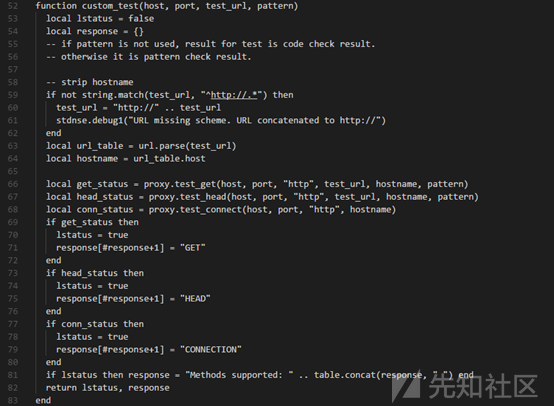 52 function custom_test(host, port, test_url, pattern)
53   local lstatus = false
54   local response = {}
55   -- if pattern is not used, result for test is code check result.
56   -- otherwise it is pattern check result.
57
58   -- strip hostname
59   if not string.match(test_url, "^http://.*") then
60     test_url = "http://" .. test_url
61     stdnse.debug1("URL missing scheme. URL concatenated to http://")
62   end
63   local url_table = url.parse(test_url)
64   local hostname = url_table.host
65
66   local get_status = proxy.test_get(host, port, "http", test_url, hostname, pattern)
67   local head_status = proxy.test_head(host, port, "http", test_url, hostname, pattern)
68   local conn_status = proxy.test_connect(host, port, "http", hostname)
69   if get_status then
70     lstatus = true
71     response[#response+1] = "GET"
72   end
73   if head_status then
74     lstatus = true
75     response[#response+1] = "HEAD"
76   end
77   if conn_status then
78     lstatus = true
79     response[#response+1] = "CONNECTION"
80   end
81   if lstatus then response = "Methods supported: " .. table.concat(response, " ") end
82   return lstatus, response
83 end
先知社区